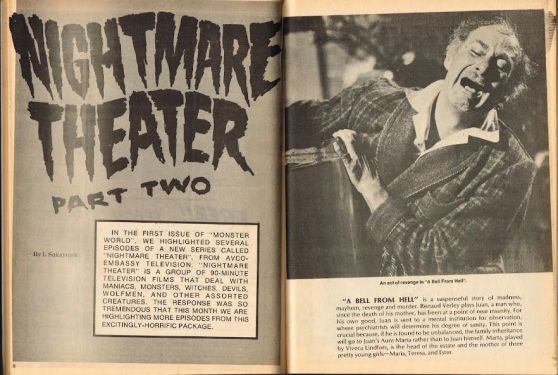 NIGHTMARE
THEATER
PART TWO
IN THE FIRST ISSUE OF "MONSTER
WORLD", WE HIGHLIGHTED SEVERAL
EPISODES OF A NEW SERIES CALLED
"NIGHTMARE THEATER", FROM AVCO-
EMBASSY TELEVISION. "NIGHTMARE
THEATER" IS A GROUP OF 90-MINUTE
TELEVISION FILMS THAT DEAL WITH
MANIACS, MONSTERS, WITCHES, DEVILS,
WOLFMEN, AND OTHER ASSORTED
CREATURES. THE RESPONSE WAS SO
TREMENDOUS THAT THIS MONTH WE ARE
HIGHLIGHTING MORE EPISODES FROM THIS
EXCITINGLY-HORRIFIC PACKAGE.
By
An act of revenge in "A Bell From Hell".
"A BELL FROM HELL" is a suspenseful story of madness,
mayhem, revenge and murder. Renaud Verley plays Juan, a man who,
since the death of his mother, has been at a point of near insanity. For
his own good, Juan is sent to a mental institution for observation,
where psychiatrists will determine his degree of sanity. This point is
crucial, because if he is found to be unbalanced, the family inheritance
will go to Juan's Aunt Marta rather than to Juan himself. Marta, played
by Viveca Lindfors, is the head of the estate and the mother of three
pretty young girls—Maria, Teresa, and Ester.